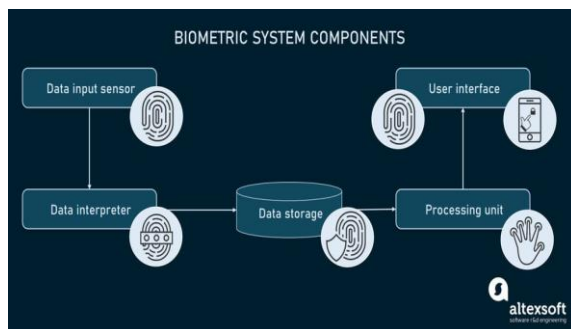 BIOMETRIC SYSTEM COMPONENTS
Data input sensor
User interface
Data interpreter
Data storage
Processing unit
altexsoft
software r&d engineering